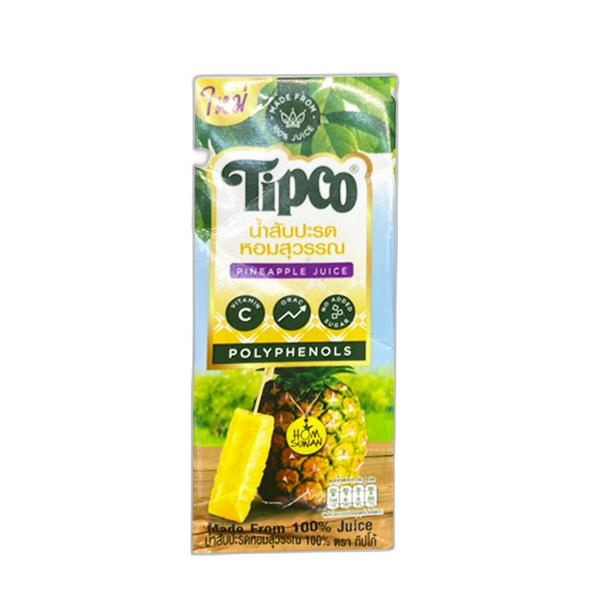 ใหม่
MADE FROM
100% JUICE
Tipco®
น้ำสับปะรด
หอมสุวรรณ
PINEAPPLE JUICE
VITAMIN
C
ORAC
NO ADDED
SUGAR
POLYPHENOLS
HOM
SUWAN
Made From 100% Juice
น้ำสับปะรดหอมสุวรรณ 100% ตรา ทิปโก้